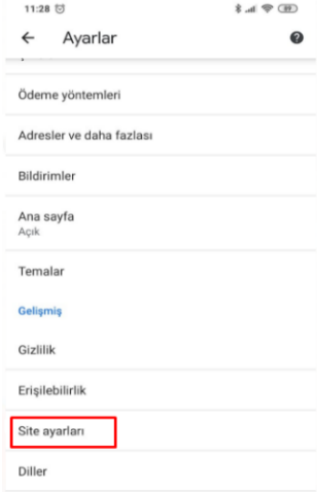 11:28
Ayarlar
Ödeme yöntemleri
Adresler ve daha fazlası
Bildirimler
Ana sayfa
Açık
Temalar
Gelişmiş
Gizlilik
Erişilebilirlik
Site ayarları
Diller